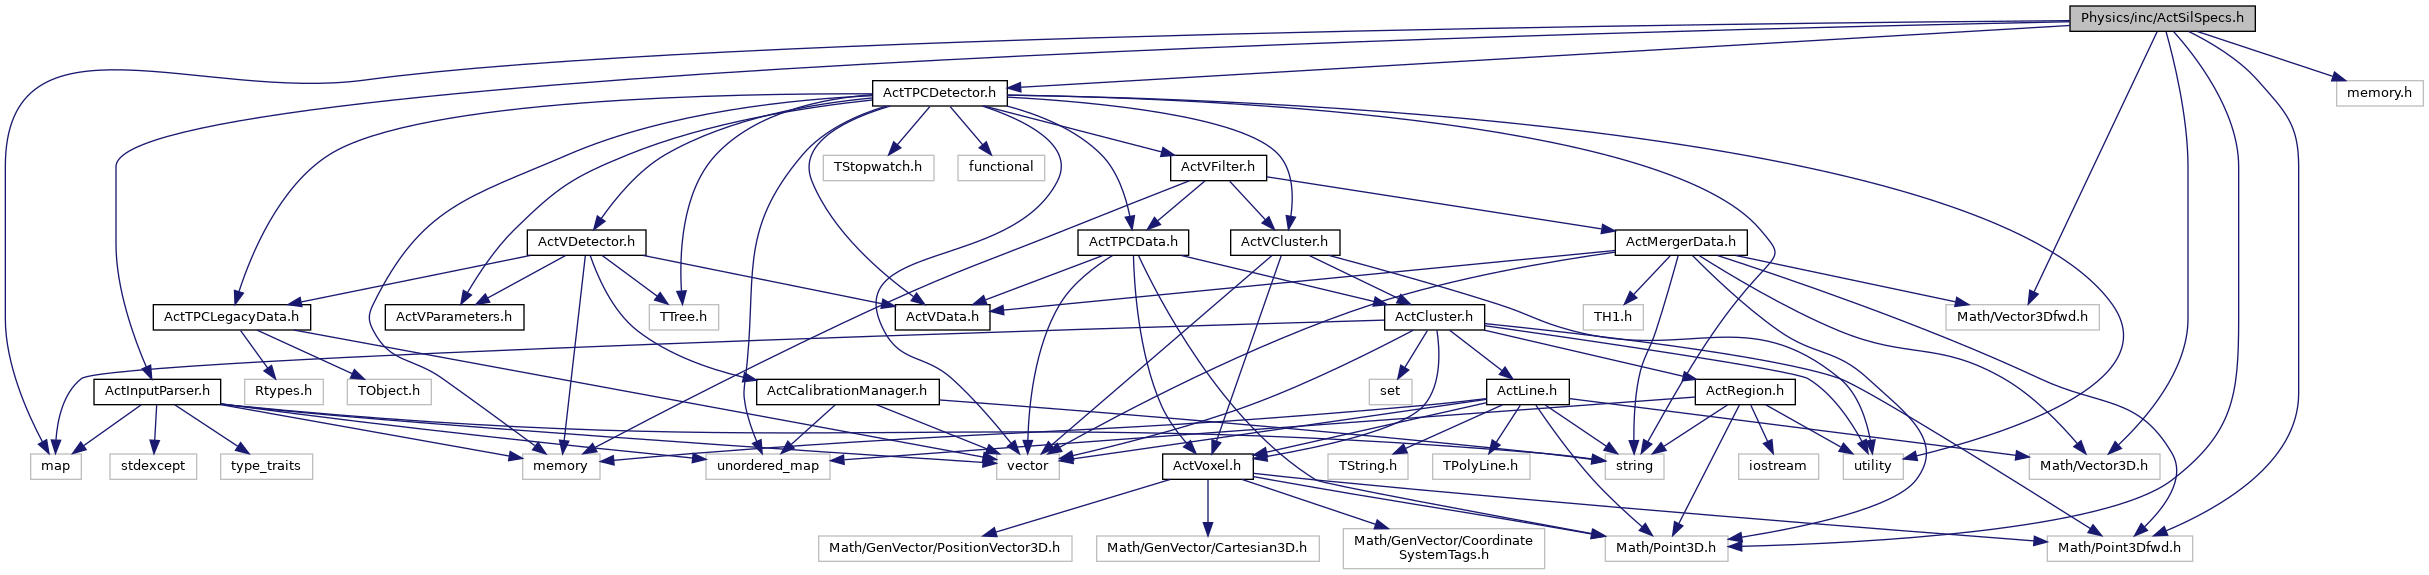 Physics/inc/ActSilSpecs.h
ActTPCDetector.h
memory.h
TStopwatch.h
functional
ActVFilter.h
ActVDetector.h
ActTPCData.h
ActVCluster.h
ActMergerData.h
ActTPCLegacyData.h
ActVParameters.h
TTree.h
ActVData.h
ActCluster.h
TH1.h
Math/Vector3Dfwd.h
ActInputParser.h
Rtypes.h
TObject.h
ActCalibrationManager.h
set
ActLine.h
ActRegion.h
map
stdexcept
type_traits
memory
unordered_map
vector
ActVoxel.h
TString.h
TPolyLine.h
string
iostream
utility
Math/Vector3D.h
Math/GenVector/PositionVector3D.h
Math/GenVector/Cartesian3D.h
Math/GenVector/Coordinate
SystemTags.h
Math/Point3D.h
Math/Point3Dfwd.h